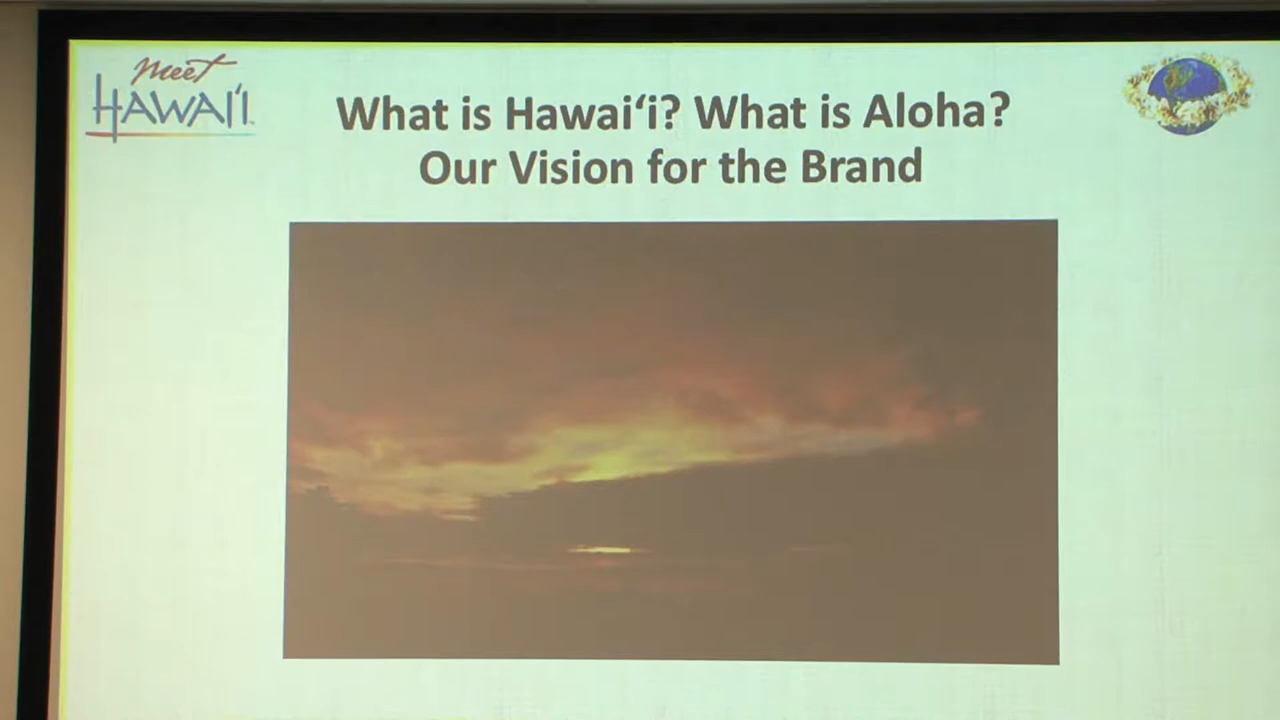 Meet
HAWAI‘I
What is Hawai‘i? What is Aloha?
Our Vision for the Brand